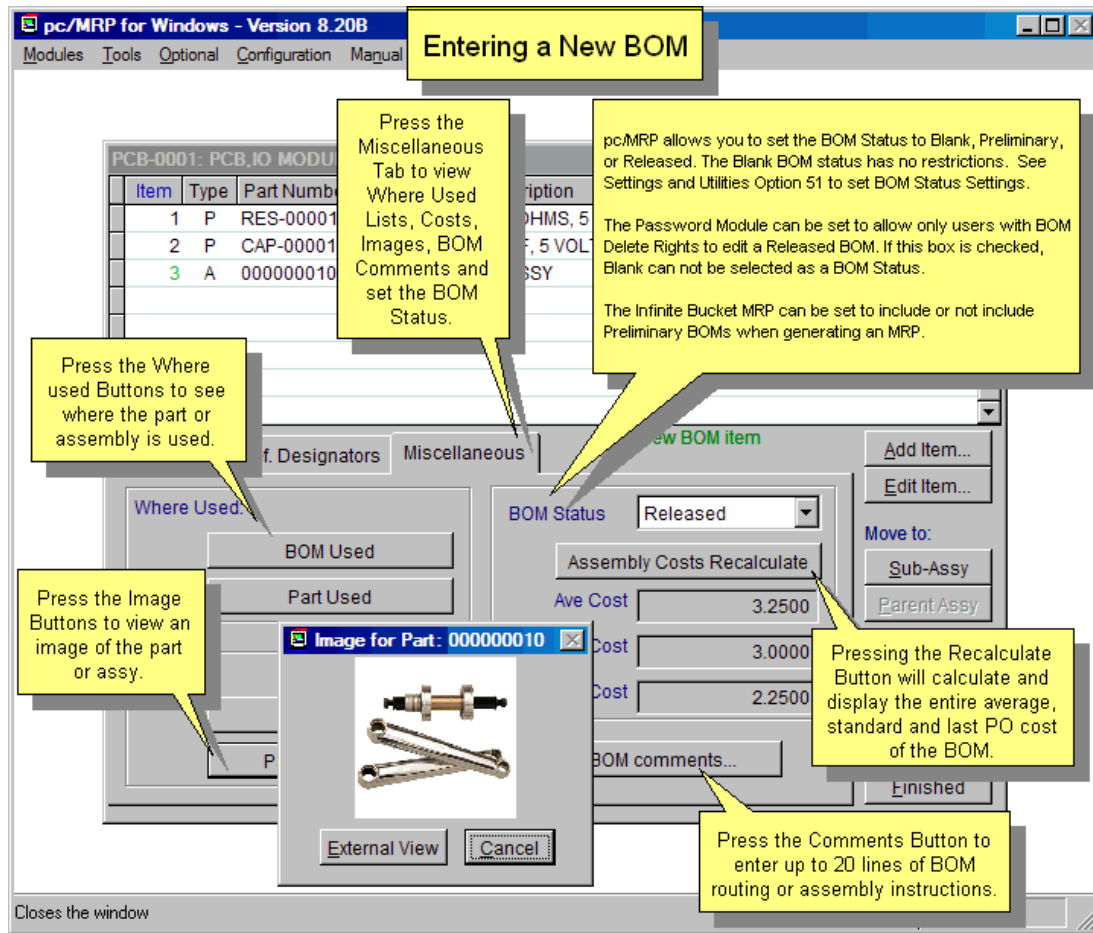 pc/MRP for Windows - Version 8.20B
Entering a New BOM
Modules Tools Optional Configuration Manual
Press the
Miscellaneous
Tab to view
Where Used
Lists, Costs,
Images, BOM
Comments and
set the BOM
Status.
pc/MRP allows you to set the BOM Status to Blank, Preliminary,
or Released. The Blank BOM status has no restrictions. See
Settings and Utilities Option 51 to set BOM Status Settings.
The Password Module can be set to allow only users with BOM
Delete Rights to edit a Released BOM. If this box is checked,
Blank can not be selected as a BOM Status.
The Infinite Bucket MRP can be set to include or not include
Preliminary BOMs when generating an MRP.
PCB-0001: PCB,IO MODU
Item Type Part Numbe
1 P RES-00001 OHMS, 5
2 P CAP-00001 F, 5 VOLT
3 A 000000010 SSY
Press the Where
used Buttons to see
where the part or
assembly is used.
f. Designators Miscellaneous
BOM item
Add Item...
Edit Item...
Where Used:
BOM Used
Part Used
BOM Status Released
Assembly Costs Recalculate
Ave Cost 3.2500
Cost 3.0000
Cost 2.2500
Move to:
Sub-Assy
Parent Assy
Press the Image
Buttons to view an
image of the part
or assy.
P
Image for Part: 000000010
External View Cancel
Pressing the Recalculate
Button will calculate and
display the entire average,
standard and last PO cost
of the BOM.
BOM comments...
Finished
Press the Comments Button to
enter up to 20 lines of BOM
routing or assembly instructions.
Closes the window